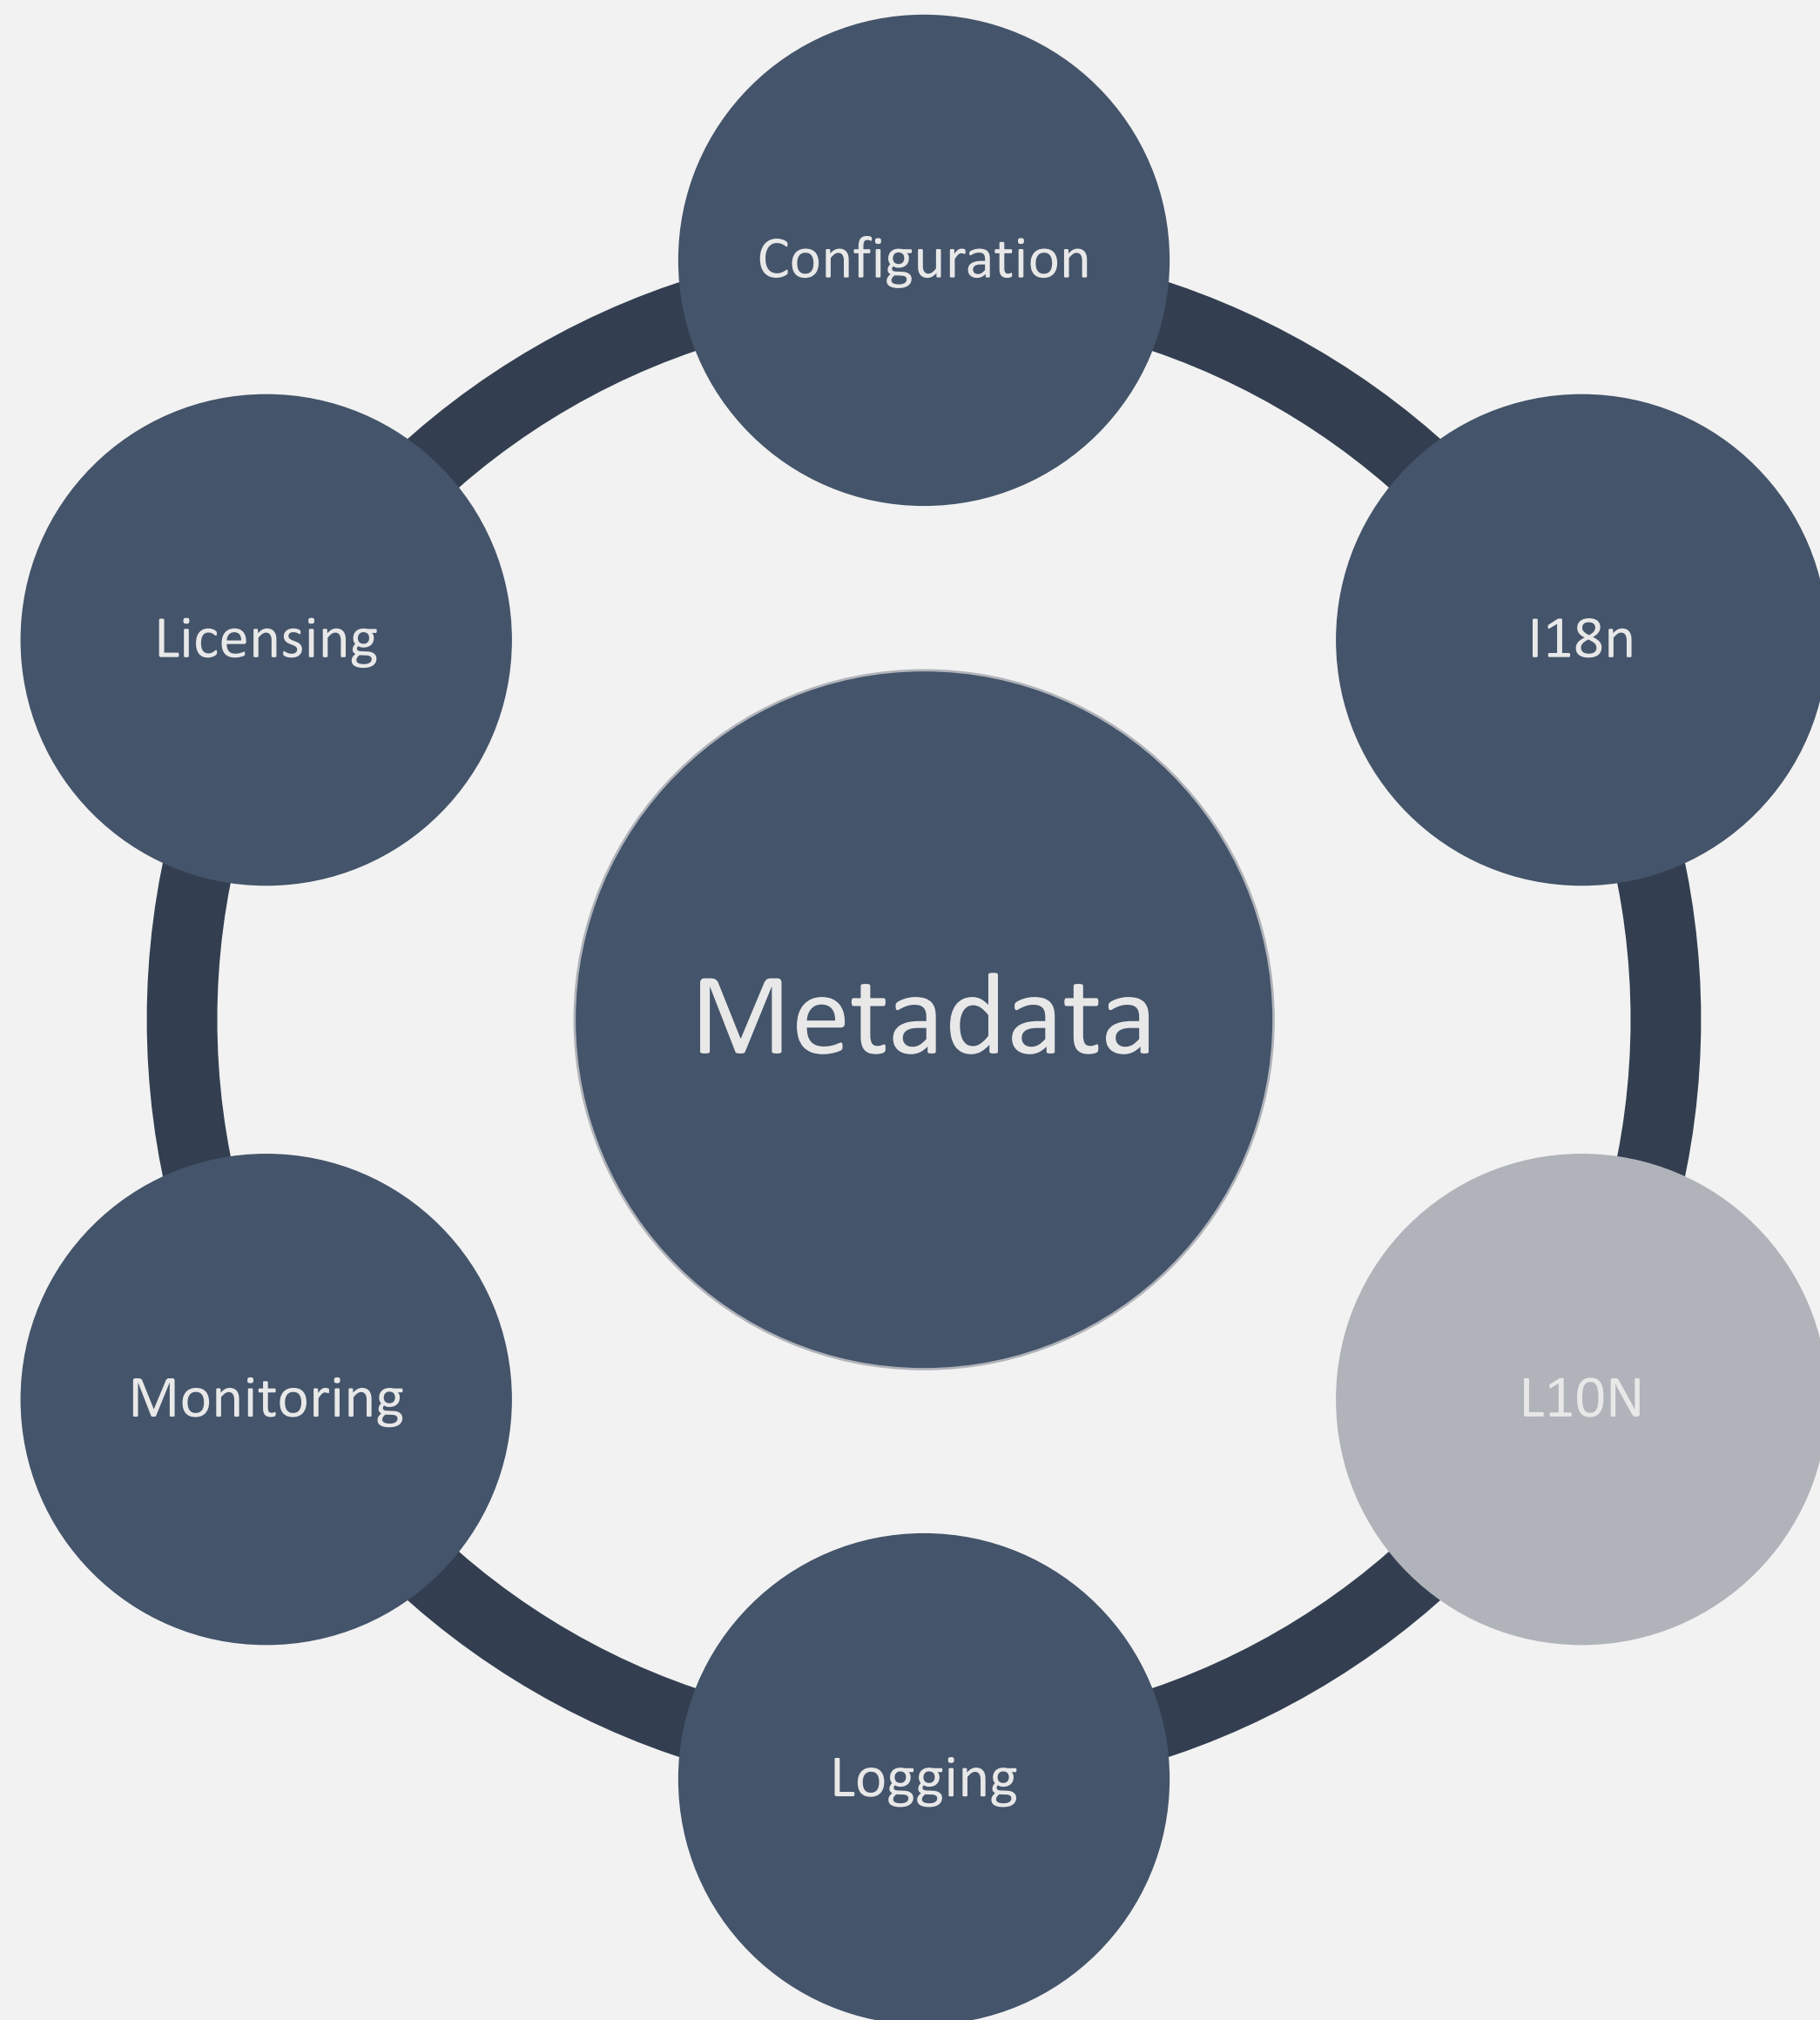 Configuration
Licensing
I18n
Metadata
Monitoring
L10N
Logging